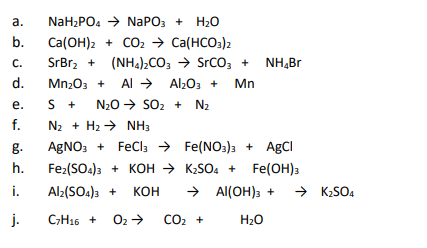 a. NaH₂PO₄ → NaPO₃ + H₂O
b. Ca(OH)₂ + CO₂ → Ca(HCO₃)₂
c. SrBr₂ + (NH₄)₂CO₃ → SrCO₃ + NH₄Br
d. Mn₂O₃ + Al → Al₂O₃ + Mn
e. S + N₂O → SO₂ + N₂
f. N₂ + H₂ → NH₃
g. AgNO₃ + FeCl₃ → Fe(NO₃)₃ + AgCl
h. Fe₂(SO₄)₃ + KOH → K₂SO₄ + Fe(OH)₃
i. Al₂(SO₄)₃ + KOH → Al(OH)₃ + → K₂SO₄
j. C₇H₁₆ + O₂ → CO₂ + H₂O